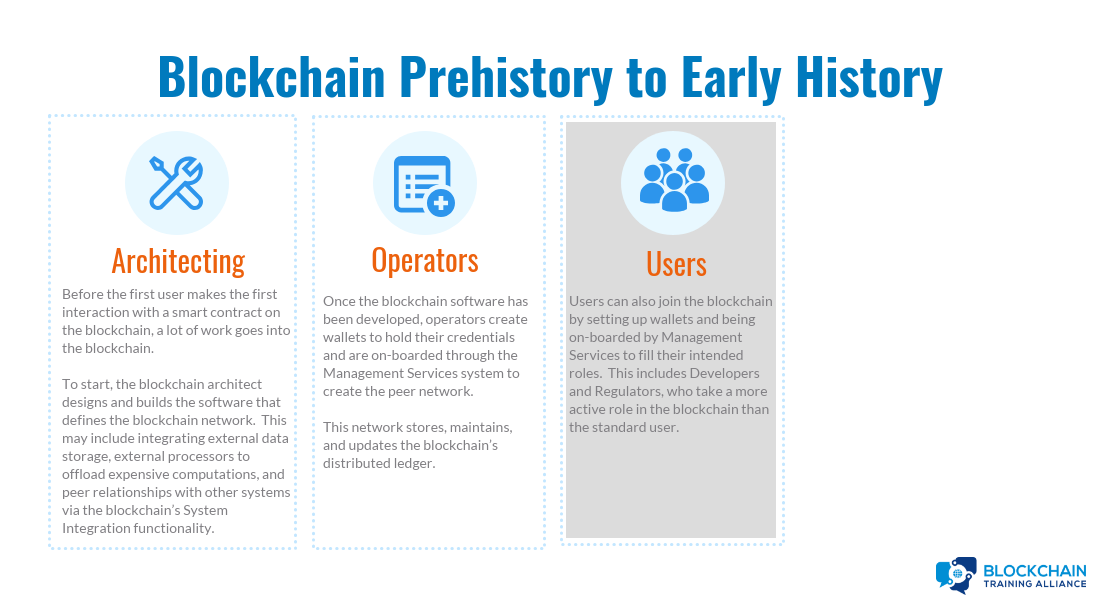 Blockchain Prehistory to Early History
Architecting
Before the first user makes the first
interaction with a smart contract on
the blockchain, a lot of work goes into
the blockchain.
To start, the blockchain architect
designs and builds the software that
defines the blockchain network.  This
may include integrating external data
storage, external processors to
offload expensive computations, and
peer relationships with other systems
via the blockchain’s System
Integration functionality.
Operators
Once the blockchain software has
been developed, operators create
wallets to hold their credentials
and are on-boarded through the
Management Services system to
create the peer network.
This network stores, maintains,
and updates the blockchain’s
distributed ledger.
Users
Users can also join the blockchain
by setting up wallets and being
on-boarded by Management
Services to fill their intended
roles.  This includes Developers
and Regulators, who take a more
active role in the blockchain than
the standard user.
BLOCKCHAIN
TRAINING ALLIANCE